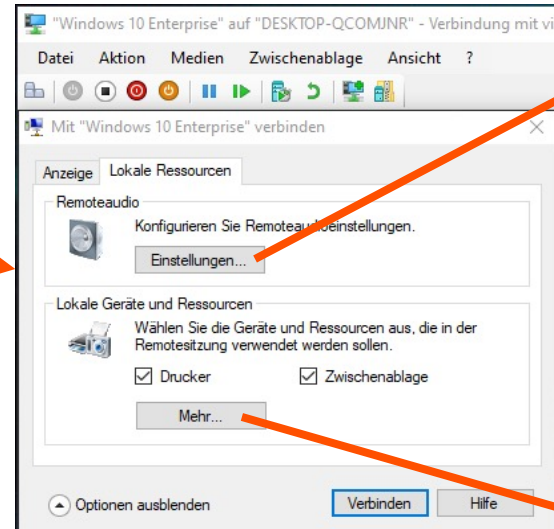 "Windows 10 Enterprise" auf "DESKTOP-QCOMJNR" - Verbindung mit vi
Datei Aktion Medien Zwischenablage Ansicht ?
Mit "Windows 10 Enterprise" verbinden
Anzeige Lokale Ressourcen
Remoteaudio
Konfigurieren Sie Remoteaudioeinstellungen.
Einstellungen...
Lokale Geräte und Ressourcen
Wählen Sie die Geräte und Ressourcen aus, die in der
Remotesitzung verwendet werden sollen.
Drucker Zwischenablage
Mehr...
Optionen ausblenden Verbinden Hilfe